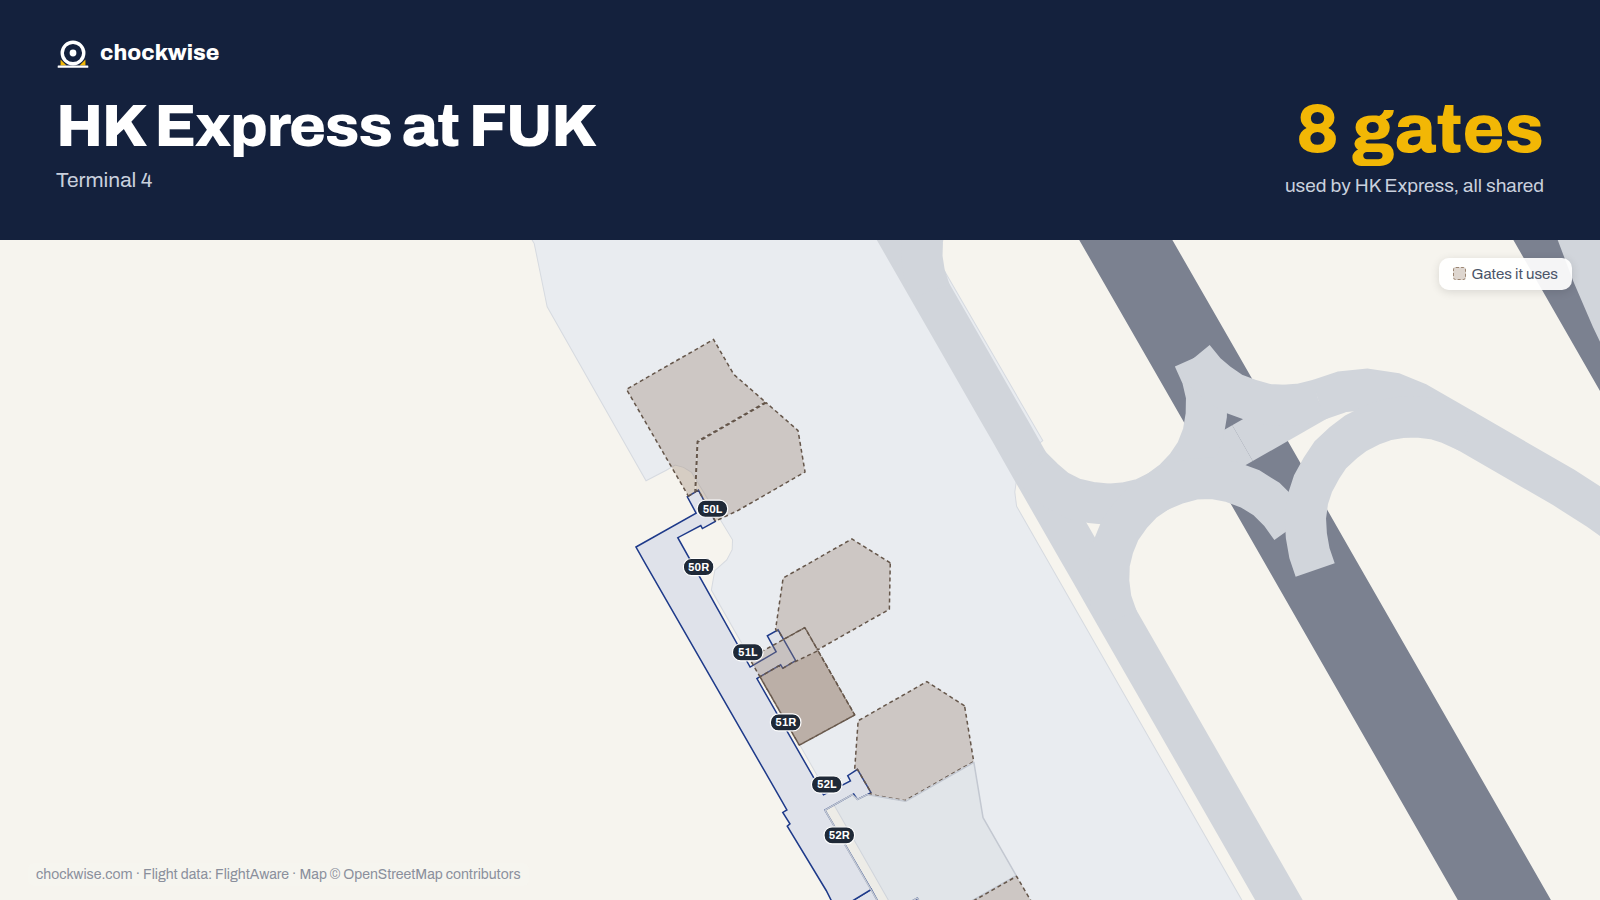 chockwise
HK Express at FUK
Terminal 4
8 gates
used by HK Express, all shared
Gates it uses
50L
50R
51L
51R
52L
52R
chockwise.com · Flight data: FlightAware · Map © OpenStreetMap contributors